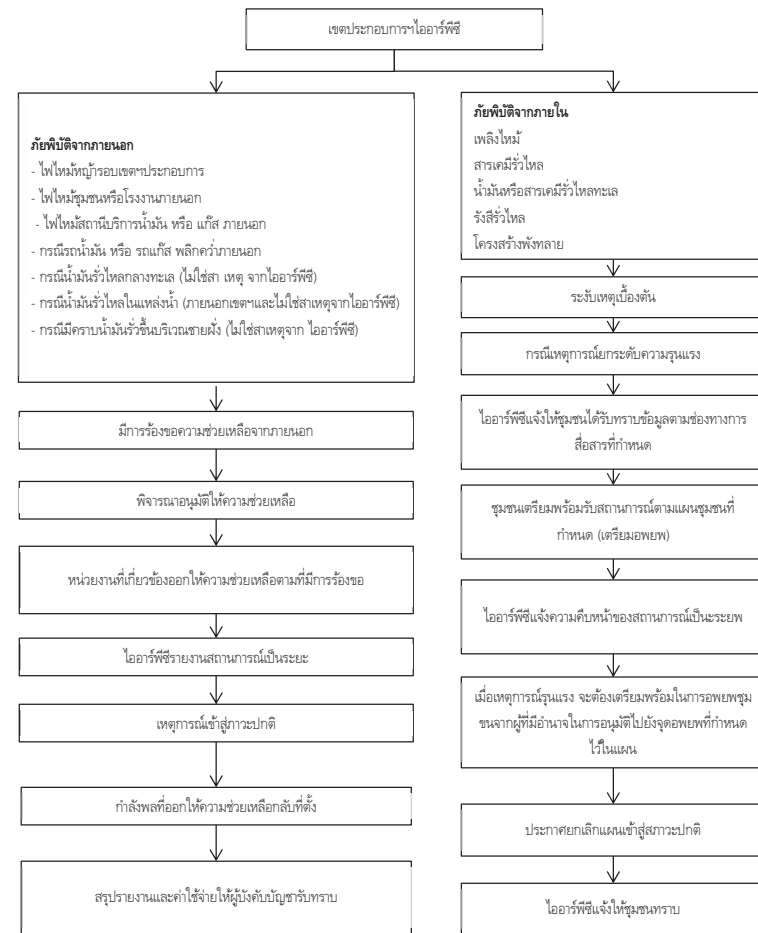 เขตประกอบการฯไออาร์พีซี
ภัยพิบัติจากภายนอก
- ไฟไหม้หญ้ารอบเขตฯประกอบการ
- ไฟไหม้ชุมชนหรือโรงงานภายนอก
- ไฟไหม้สถานีบริการน้ำมัน หรือ แก๊ส ภายนอก
- กรณีรถน้ำมัน หรือ รถแก๊ส พลิกคว่ำภายนอก
- กรณีน้ำมันรั่วไหลกลางทะเล (ไม่ใช่สา เหตุ จากไออาร์พีซี)
- กรณีน้ำมันรั่วไหลในแหล่งน้ำ (ภายนอกเขตฯและไม่ใช่สาเหตุจากไออาร์พีซี)
- กรณีมีคราบน้ำมันรั่วขึ้นบริเวณชายฝั่ง (ไม่ใช่สาเหตุจาก ไออาร์พีซี)
มีการร้องขอความช่วยเหลือจากภายนอก
พิจารณาอนุมัติให้ความช่วยเหลือ
หน่วยงานที่เกี่ยวข้องออกให้ความช่วยเหลือตามที่มีการร้องขอ
ไออาร์พีซีรายงานสถานการณ์เป็นระยะ
เหตุการณ์เข้าสู่ภาวะปกติ
กำลังพลที่ออกให้ความช่วยเหลือกลับที่ตั้ง
สรุปรายงานและค่าใช้จ่ายให้ผู้บังคับบัญชารับทราบ
ภัยพิบัติจากภายใน
เพลิงไหม้
สารเคมีรั่วไหล
น้ำมันหรือสารเคมีรั่วไหลทะเล
รังสีรั่วไหล
โครงสร้างพังทลาย
ระงับเหตุเบื้องต้น
กรณีเหตุการณ์ยกระดับความรุนแรง
ไออาร์พีซีแจ้งให้ชุมชนได้รับทราบข้อมูลตามช่องทางการ
สื่อสารที่กำหนด
ชุมชนเตรียมพร้อมรับสถานการณ์ตามแผนชุมชนที่
กำหนด (เตรียมอพยพ)
ไออาร์พีซีแจ้งความคืบหน้าของสถานการณ์เป็นะระยพ
เมื่อเหตุการณ์รุนแรง จะต้องเตรียมพร้อมในการอพยพชุม
ชนจากผู้ที่มีอำนาจในการอนุมัติไปยังจุดอพยพที่กำหนด
ไว้ในแผน
ประกาศยกเลิกแผนเข้าสู่สภาวะปกติ
ไออาร์พีซีแจ้งให้ชุมชนทราบ